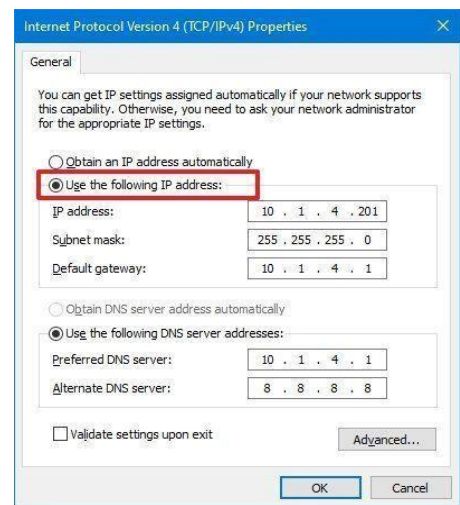 Internet Protocol Version 4 (TCP/IPv4) Properties
General
You can get IP settings assigned automatically if your network supports
this capability. Otherwise, you need to ask your network administrator
for the appropriate IP settings.
Obtain an IP address automatically
Use the following IP address:
IP address: 10 . 1 . 4 . 201
Subnet mask: 255 . 255 . 255 . 0
Default gateway: 10 . 1 . 4 . 1
Obtain DNS server address automatically
Use the following DNS server addresses:
Preferred DNS server: 10 . 1 . 4 . 1
Alternate DNS server: 8 . 8 . 8 . 8
Validate settings upon exit
Advanced...
OK Cancel